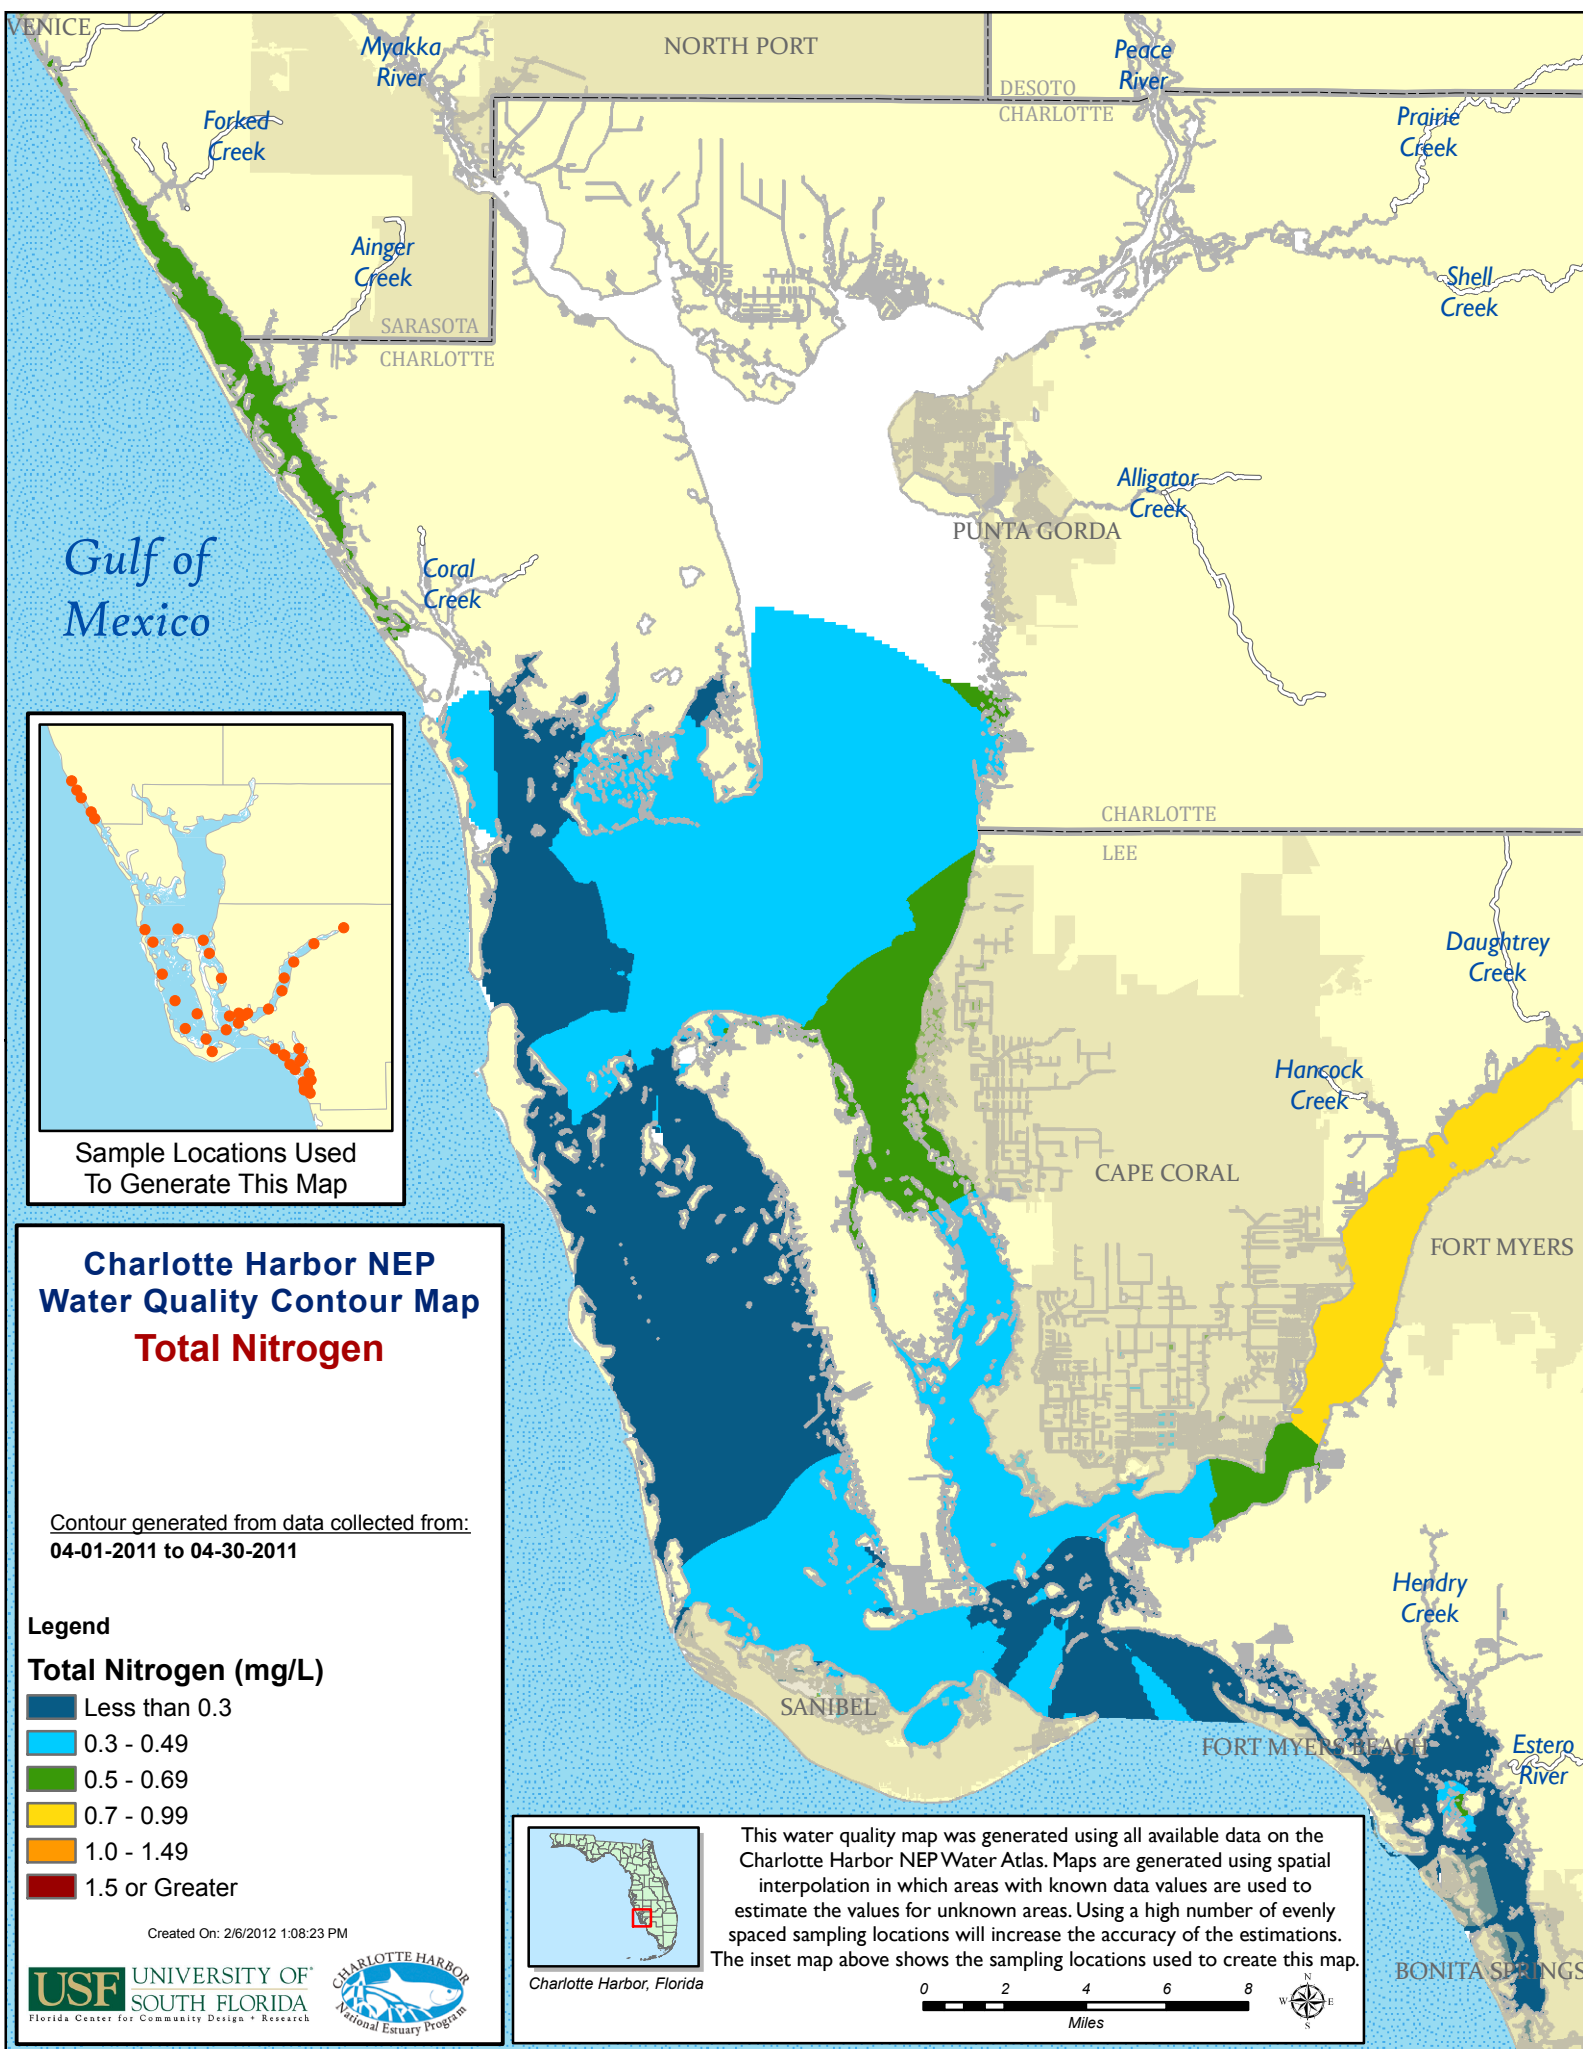 VENICE
Myakka
River
NORTH PORT
Peace
River
DESOTO
CHARLOTTE
Forked
Creek
Prairie
Creek
Ainger
Creek
Shell
Creek
SARASOTA
CHARLOTTE
Alligator
Creek
PUNTA GORDA
Gulf of
Mexico
Coral
Creek
CHARLOTTE
LEE
Daughtrey
Creek
Hancock
Creek
CAPE CORAL
FORT MYERS
Hendry
Creek
SANIBEL
FORT MYERS BEACH
Estero
River
BONITA SPRINGS
Sample Locations Used
To Generate This Map
Charlotte Harbor NEP
Water Quality Contour Map
Total Nitrogen
Contour generated from data collected from:
04-01-2011 to 04-30-2011
Legend
Total Nitrogen (mg/L)
Less than 0.3
0.3 - 0.49
0.5 - 0.69
0.7 - 0.99
1.0 - 1.49
1.5 or Greater
Created On: 2/6/2012 1:08:23 PM
USF UNIVERSITY OF
SOUTH FLORIDA
Florida Center for Community Design + Research
CHARLOTTE HARBOR
National Estuary Program
Charlotte Harbor, Florida
This water quality map was generated using all available data on the
Charlotte Harbor NEP Water Atlas. Maps are generated using spatial
interpolation in which areas with known data values are used to
estimate the values for unknown areas. Using a high number of evenly
spaced sampling locations will increase the accuracy of the estimations.
The inset map above shows the sampling locations used to create this map.
0 2 4 6 8
Miles
N
W E
S